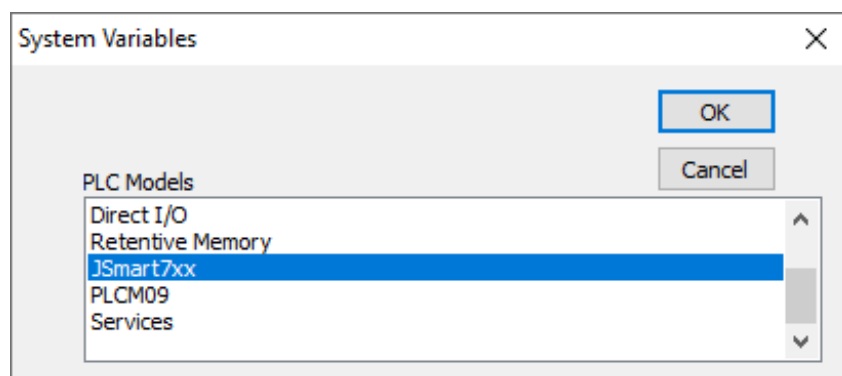 System Variables
OK
Cancel
PLC Models
Direct I/O
Retentive Memory
JSmart7xx
PLCM09
Services